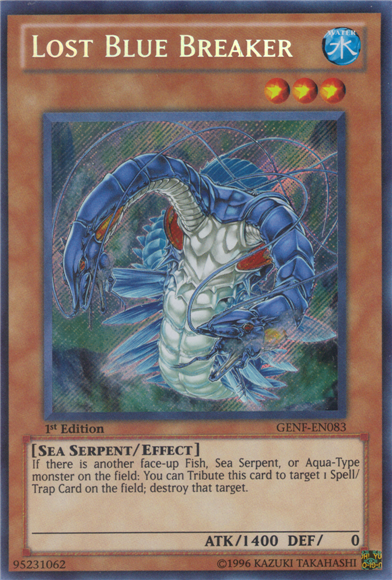 LOST BLUE BREAKER
WATER
水
1st Edition
GENF-EN083
[SEA SERPENT/EFFECT]
If there is another face-up Fish, Sea Serpent, or Aqua-Type
monster on the field: You can Tribute this card to target 1 Spell/
Trap Card on the field; destroy that target.
ATK/1400 DEF/ 0
95231062
©1996 KAZUKI TAKAHASHI